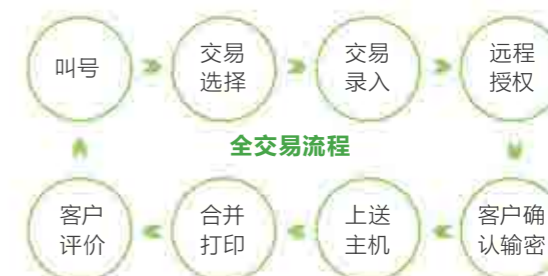 叫号
交易
选择
交易
录入
远程
授权
全交易流程
客户
评价
合并
打印
上送
主机
客户确
认输密